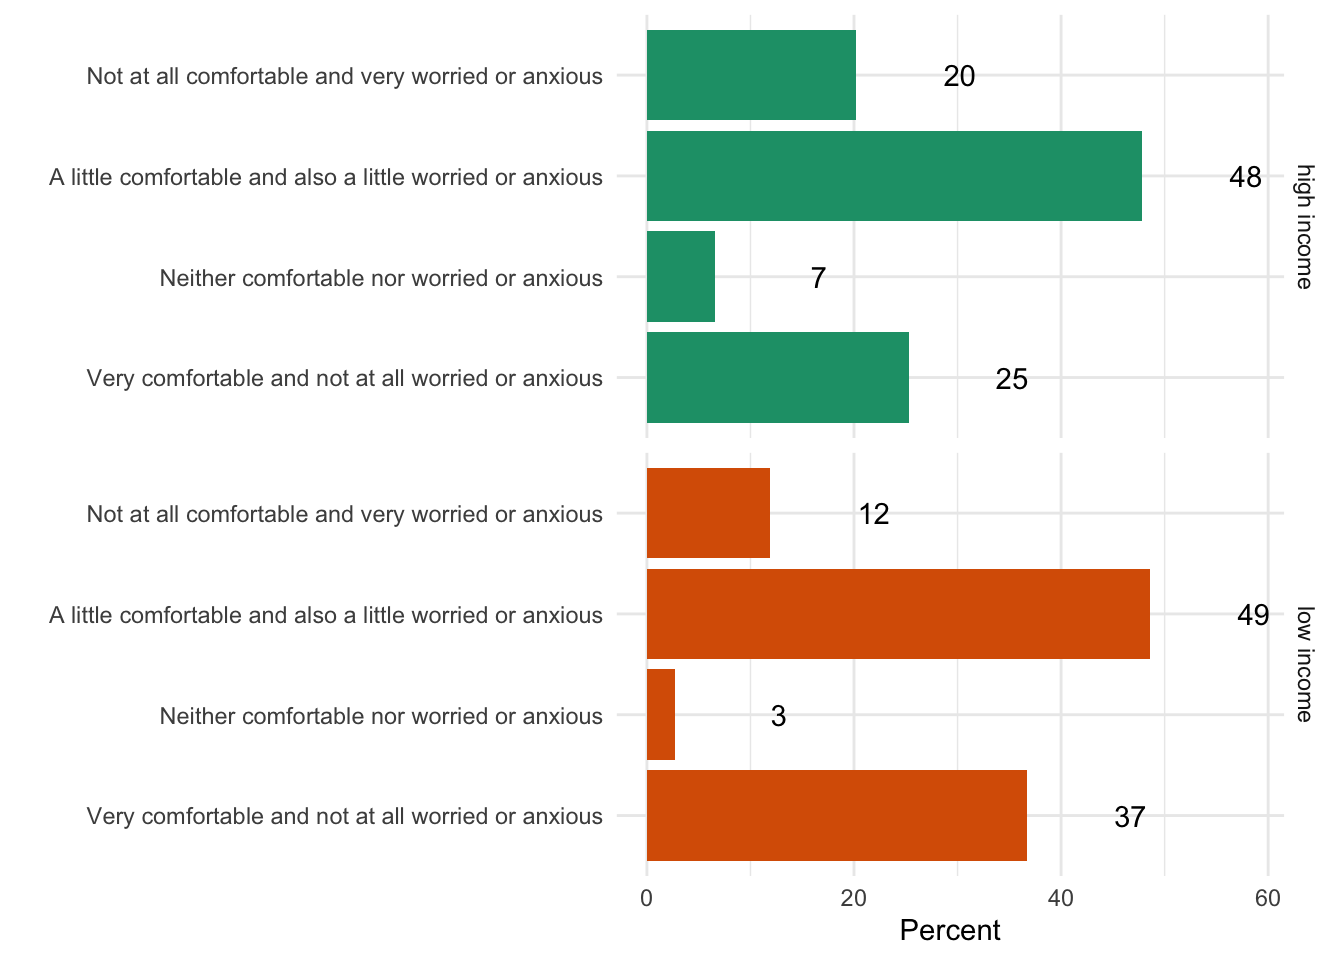 Not at all comfortable and very worried or anxious
20
A little comfortable and also a little worried or anxious
48
Neither comfortable nor worried or anxious
7
Very comfortable and not at all worried or anxious
25
high income
Not at all comfortable and very worried or anxious
12
A little comfortable and also a little worried or anxious
49
Neither comfortable nor worried or anxious
3
Very comfortable and not at all worried or anxious
37
low income
0 20 40 60
Percent